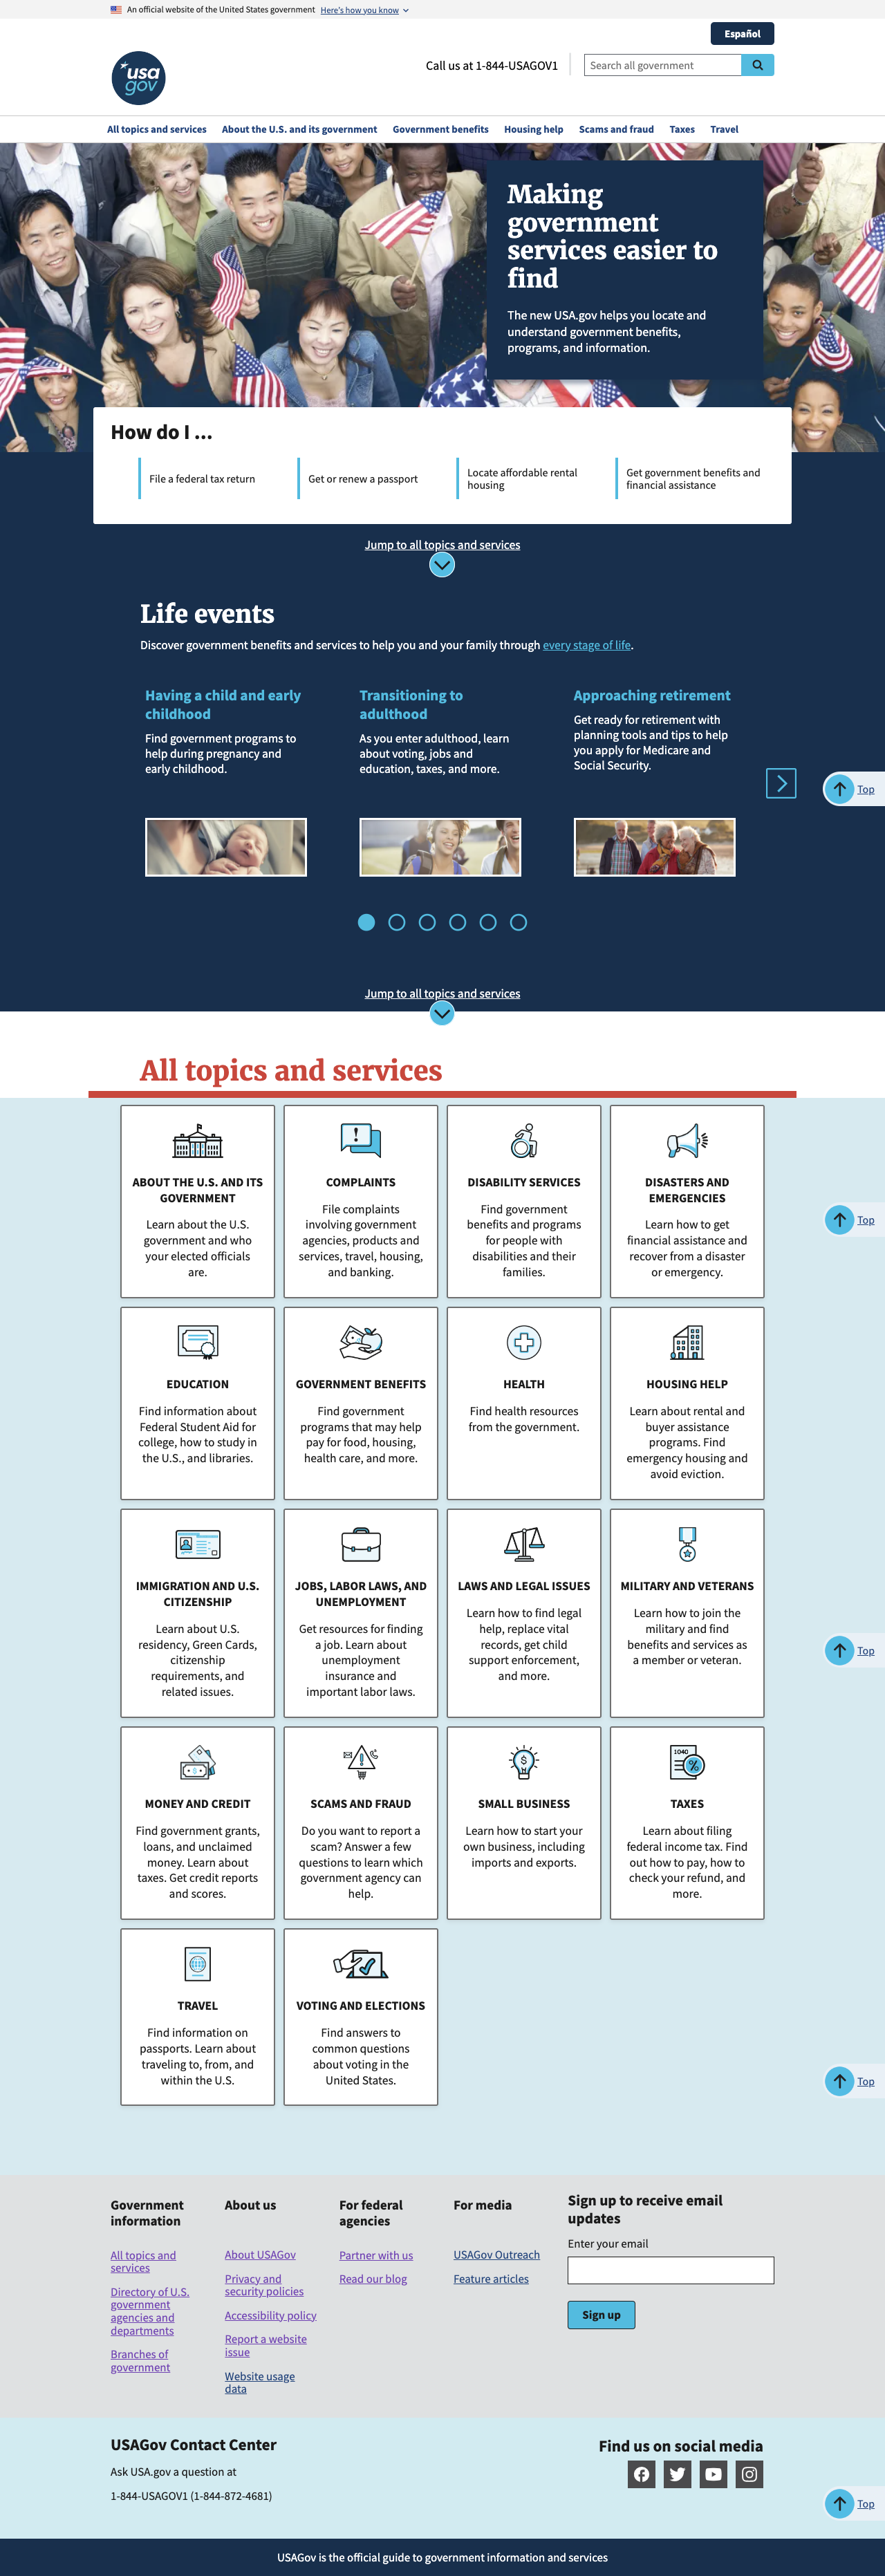 An official website of the United States government Here's how you know
Español
usa
gov
Call us at 1-844-USAGOV1
Search all government
All topics and services About the U.S. and its government Government benefits Housing help Scams and fraud Taxes Travel
Making
government
services easier to
find
The new USA.gov helps you locate and
understand government benefits,
programs, and information.
How do I ...
File a federal tax return
Get or renew a passport
Locate affordable rental
housing
Get government benefits and
financial assistance
Jump to all topics and services
Life events
Discover government benefits and services to help you and your family through every stage of life.
Having a child and early
childhood
Find government programs to
help during pregnancy and
early childhood.
Transitioning to
adulthood
As you enter adulthood, learn
about voting, jobs and
education, taxes, and more.
Approaching retirement
Get ready for retirement with
planning tools and tips to help
you apply for Medicare and
Social Security.
Top
Jump to all topics and services
All topics and services
ABOUT THE U.S. AND ITS
GOVERNMENT
Learn about the U.S.
government and who
your elected officials
are.
COMPLAINTS
File complaints
involving government
agencies, products and
services, travel, housing,
and banking.
DISABILITY SERVICES
Find government
benefits and programs
for people with
disabilities and their
families.
DISASTERS AND
EMERGENCIES
Learn how to get
financial assistance and
recover from a disaster
or emergency.
Top
EDUCATION
Find information about
Federal Student Aid for
college, how to study in
the U.S., and libraries.
GOVERNMENT BENEFITS
Find government
programs that may help
pay for food, housing,
health care, and more.
HEALTH
Find health resources
from the government.
HOUSING HELP
Learn about rental and
buyer assistance
programs. Find
emergency housing and
avoid eviction.
IMMIGRATION AND U.S.
CITIZENSHIP
Learn about U.S.
residency, Green Cards,
citizenship
requirements, and
related issues.
JOBS, LABOR LAWS, AND
UNEMPLOYMENT
Get resources for finding
a job. Learn about
unemployment
insurance and
important labor laws.
LAWS AND LEGAL ISSUES
Learn how to find legal
help, replace vital
records, get child
support enforcement,
and more.
MILITARY AND VETERANS
Learn how to join the
military and find
benefits and services as
a member or veteran.
Top
MONEY AND CREDIT
Find government grants,
loans, and unclaimed
money. Learn about
taxes. Get credit reports
and scores.
SCAMS AND FRAUD
Do you want to report a
scam? Answer a few
questions to learn which
government agency can
help.
SMALL BUSINESS
Learn how to start your
own business, including
imports and exports.
1040
TAXES
Learn about filing
federal income tax. Find
out how to pay, how to
check your refund, and
more.
TRAVEL
Find information on
passports. Learn about
traveling to, from, and
within the U.S.
VOTING AND ELECTIONS
Find answers to
common questions
about voting in the
United States.
Top
Government
information
All topics and
services
Directory of U.S.
government
agencies and
departments
Branches of
government
About us
About USAGov
Privacy and
security policies
Accessibility policy
Report a website
issue
Website usage
data
For federal
agencies
Partner with us
Read our blog
For media
USAGov Outreach
Feature articles
Sign up to receive email
updates
Enter your email
Sign up
USAGov Contact Center
Ask USA.gov a question at
1-844-USAGOV1 (1-844-872-4681)
Find us on social media
Top
USAGov is the official guide to government information and services